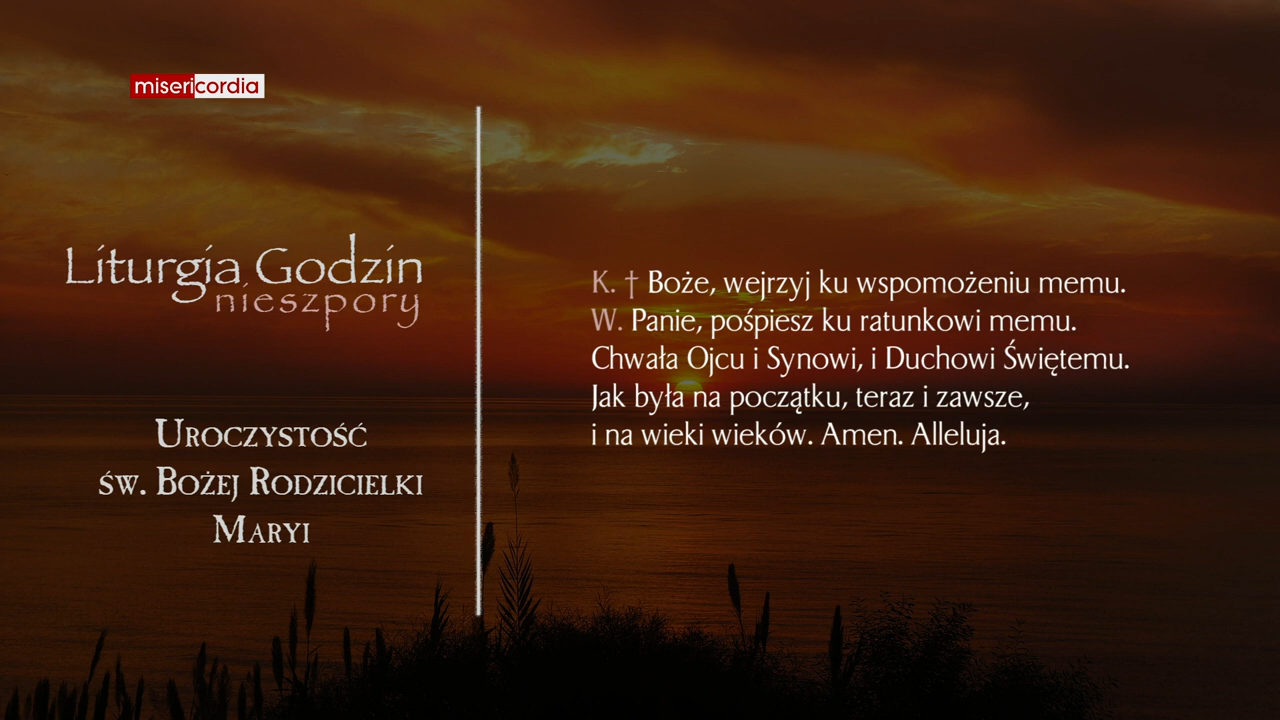 misericordia
Liturgia Godzin
nieszpory
Uroczystość
św. Bożej Rodzicielki
Maryi
K. † Boże, wejrzyj ku wspomożeniu memu.
W. Panie, pośpiesz ku ratunkowi memu.
Chwała Ojcu i Synowi, i Duchowi Świętemu.
Jak była na początku, teraz i zawsze,
i na wieki wieków. Amen. Alleluja.